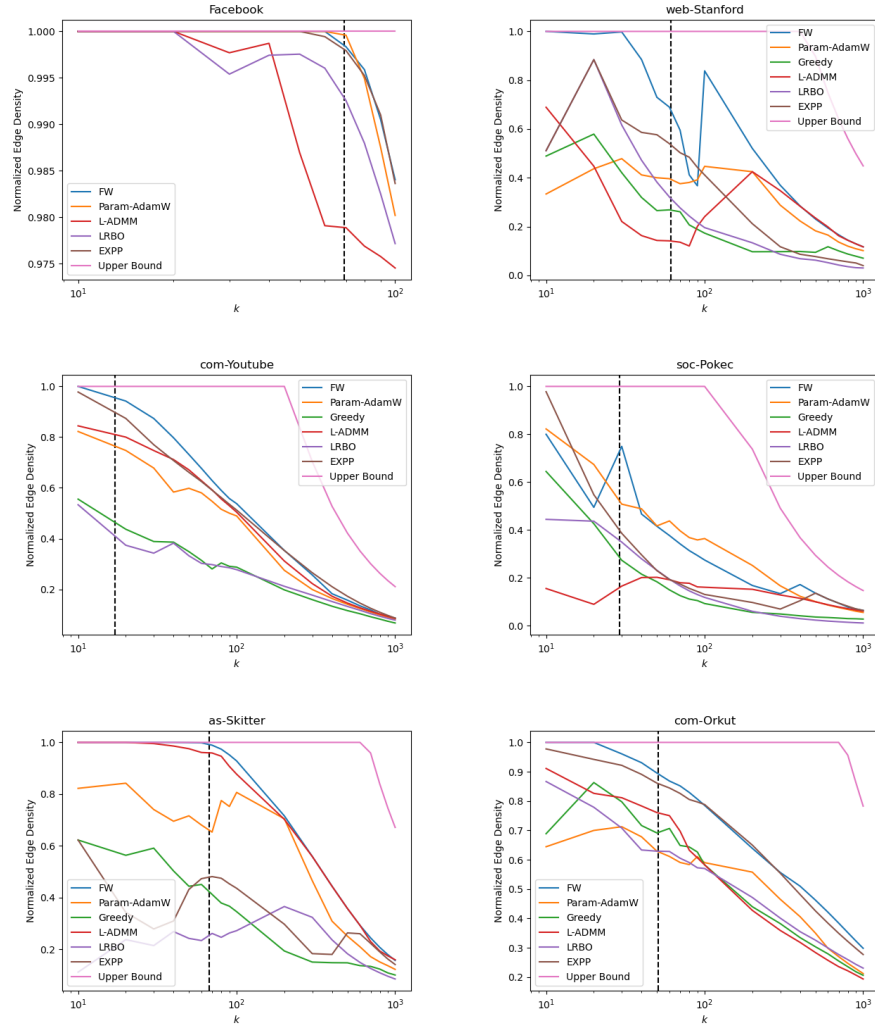 Facebook
1.000
0.995
0.990
0.985
0.980
0.975
Normalized Edge Density
FW
Param-AdamW
L-ADMM
LRBO
EXPP
Upper Bound
10¹
10²
k
web-Stanford
1.0
0.8
0.6
0.4
0.2
0.0
Normalized Edge Density
FW
Param-AdamW
Greedy
L-ADMM
LRBO
EXPP
Upper Bound
10¹
10²
10³
k
com-Youtube
1.0
0.8
0.6
0.4
0.2
Normalized Edge Density
FW
Param-AdamW
Greedy
L-ADMM
LRBO
EXPP
Upper Bound
10¹
10²
10³
k
soc-Pokec
1.0
0.8
0.6
0.4
0.2
0.0
Normalized Edge Density
FW
Param-AdamW
Greedy
L-ADMM
LRBO
EXPP
Upper Bound
10¹
10²
10³
k
as-Skitter
1.0
0.8
0.6
0.4
0.2
Normalized Edge Density
FW
Param-AdamW
Greedy
L-ADMM
LRBO
EXPP
Upper Bound
10¹
10²
10³
k
com-Orkut
1.0
0.9
0.8
0.7
0.6
0.5
0.4
0.3
0.2
Normalized Edge Density
FW
Param-AdamW
Greedy
L-ADMM
LRBO
EXPP
Upper Bound
10¹
10²
10³
k